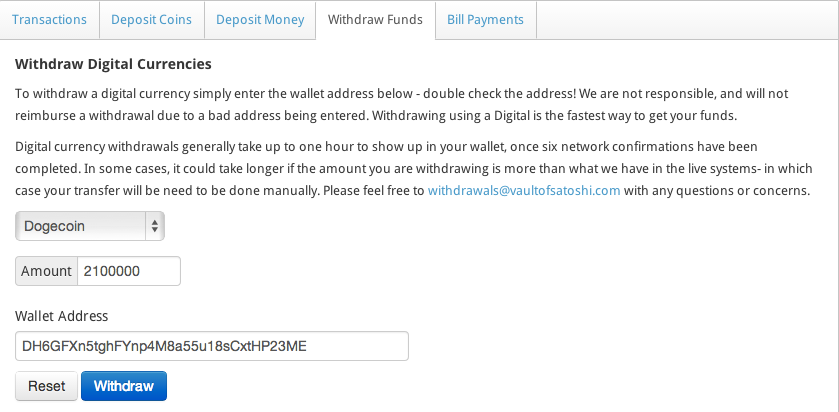 Transactions
Deposit Coins
Deposit Money
Withdraw Funds
Bill Payments
Withdraw Digital Currencies
To withdraw a digital currency simply enter the wallet address below - double check the address! We are not responsible, and will not
reimburse a withdrawal due to a bad address being entered. Withdrawing using a Digital is the fastest way to get your funds.
Digital currency withdrawals generally take up to one hour to show up in your wallet, once six network confirmations have been
completed. In some cases, it could take longer if the amount you are withdrawing is more than what we have in the live systems- in which
case your transfer will be need to be done manually. Please feel free to withdrawals@vaultofsatoshi.com with any questions or concerns.
Dogecoin
Amount 2100000
Wallet Address
DH6GFXn5tghFYnp4M8a55u18sCxtHP23ME
Reset Withdraw